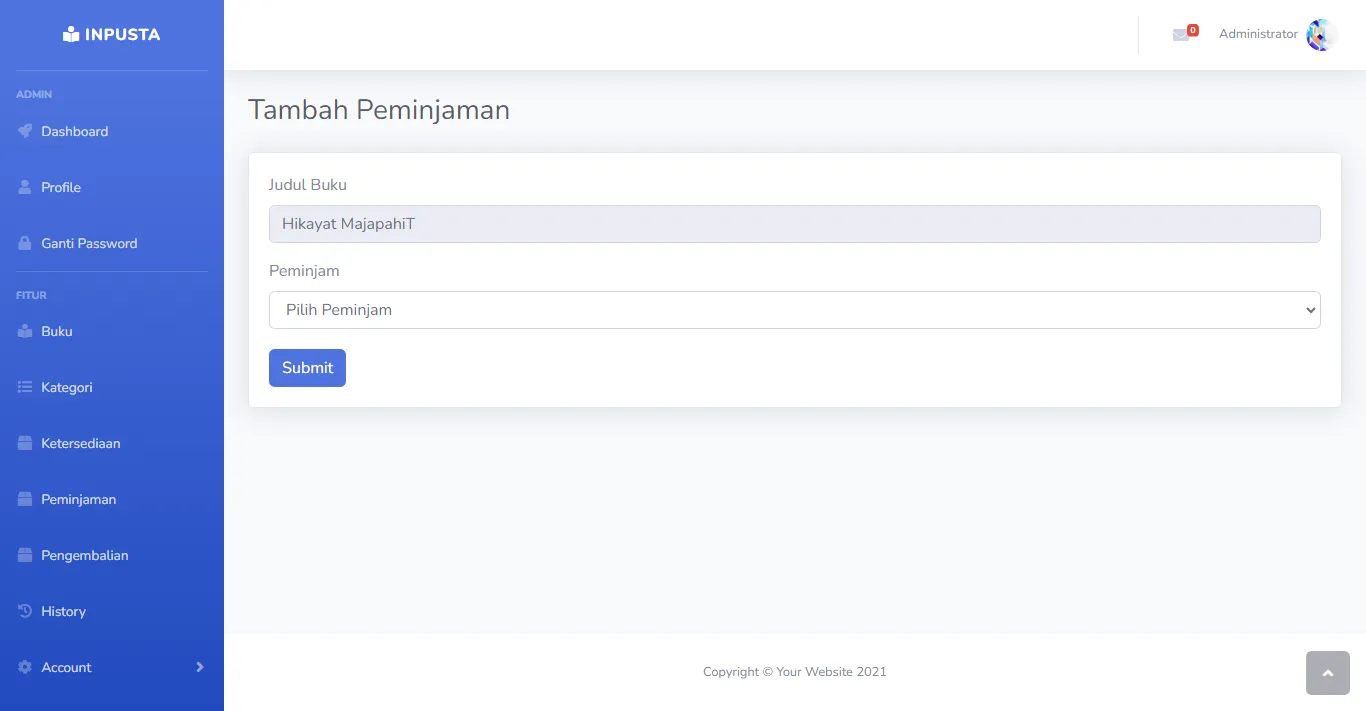 INPUSTA
ADMIN
Dashboard
Profile
Ganti Password
FITUR
Buku
Kategori
Ketersediaan
Peminjaman
Pengembalian
History
Account
0
Administrator
Tambah Peminjaman
Judul Buku
Hikayat MajapahiT
Peminjam
Pilih Peminjam
Submit
Copyright © Your Website 2021